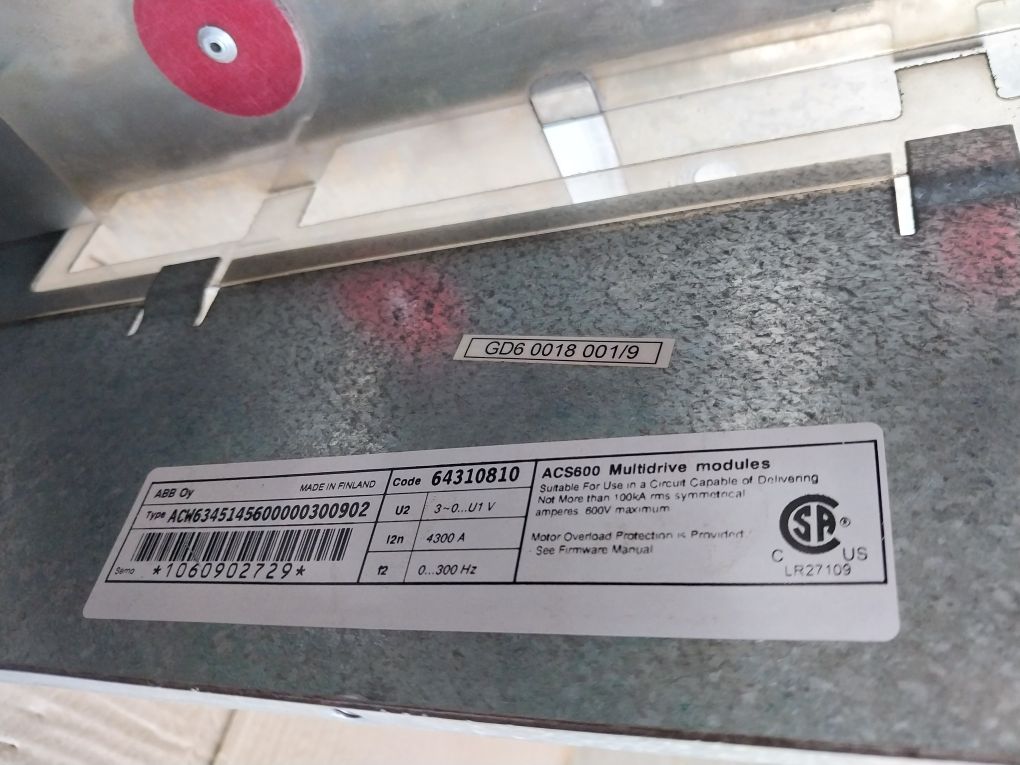 GD6 0018 001/9
ABB Oy MADE IN FINLAND
Type ACW6345145600000300902
Serno *1060902729*
Code 64310810
U2 3~0...U1 V
I2n 4300 A
f2 0...300 Hz
ACS600 Multidrive modules
Suitable For Use in a Circuit Capable of Delivering
Not More than 100kA rms symmetrical
amperes 600V maximum
Motor Overload Protection is Provided.
See Firmware Manual
SA ®
C US
LR27109